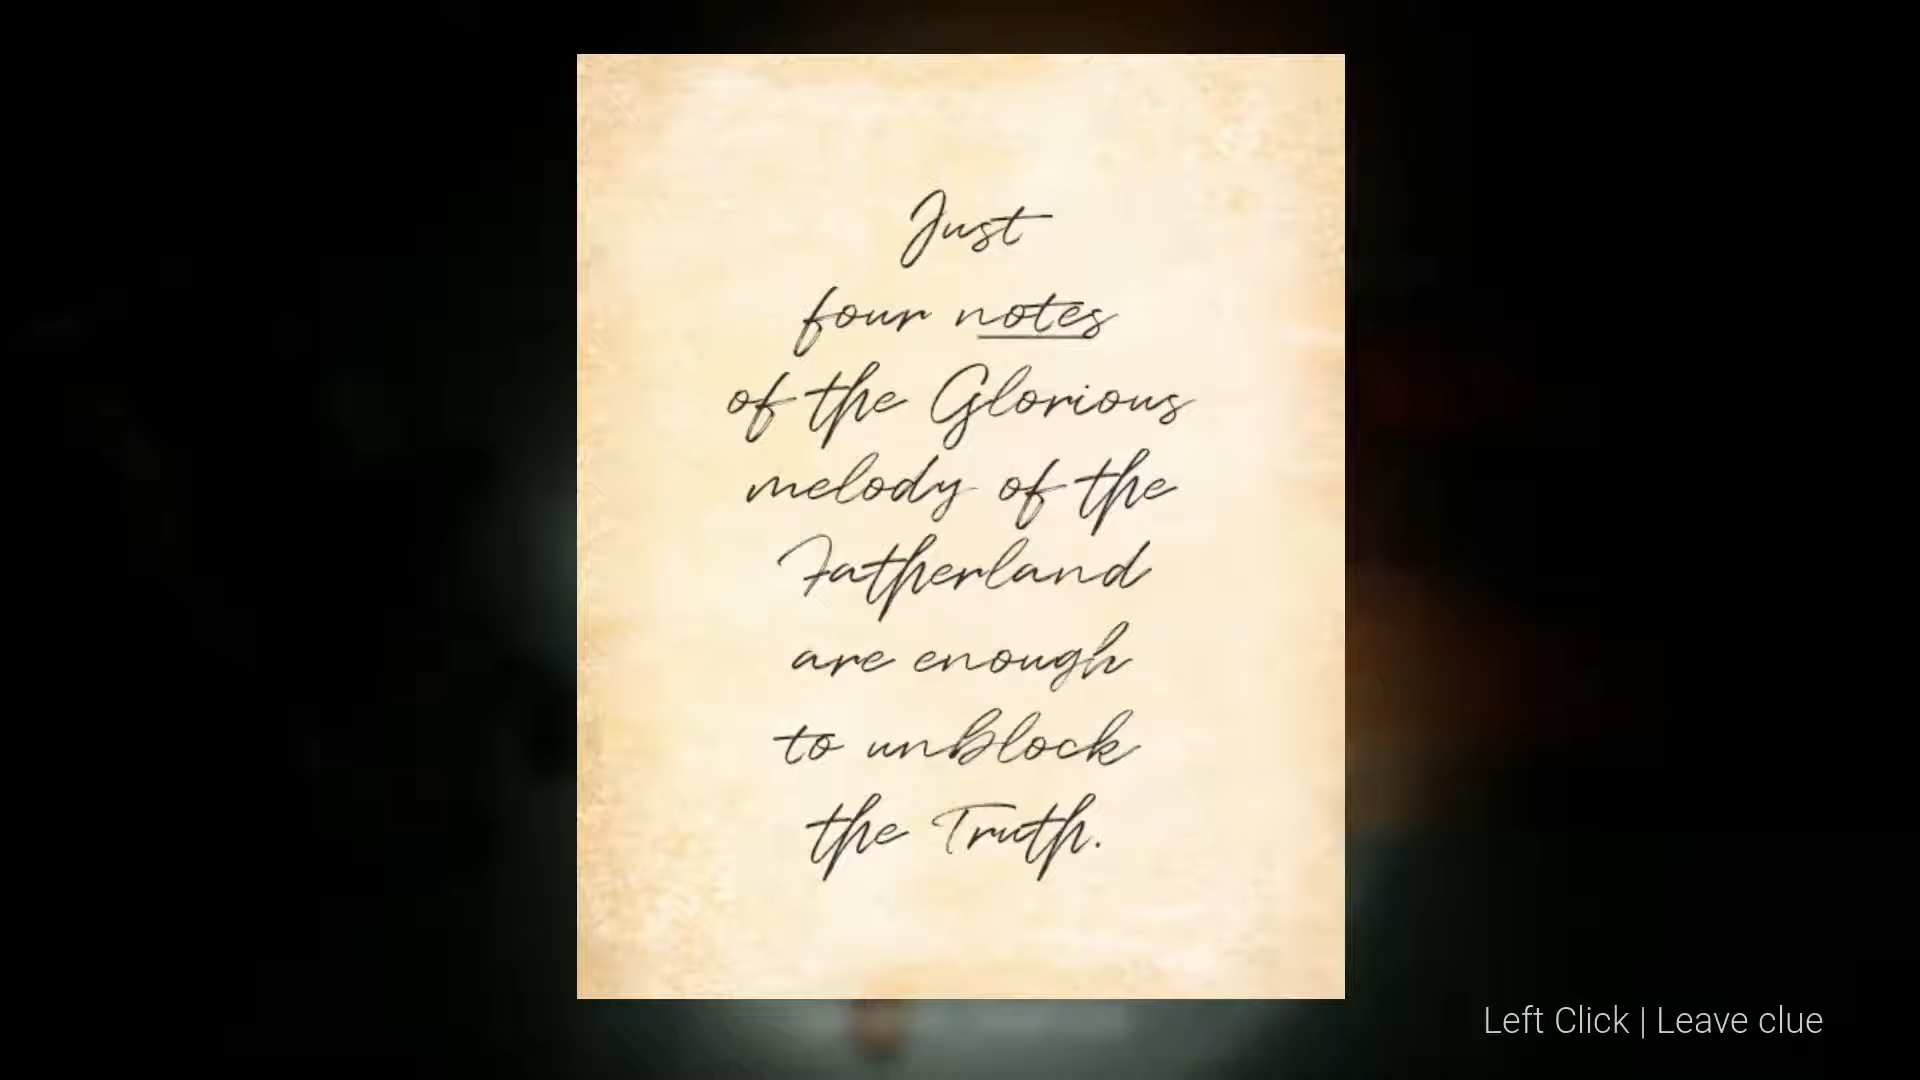 Just
four notes
of the Glorious
melody of the
Fatherland
are enough
to unblock
the Truth.
Left Click | Leave clue